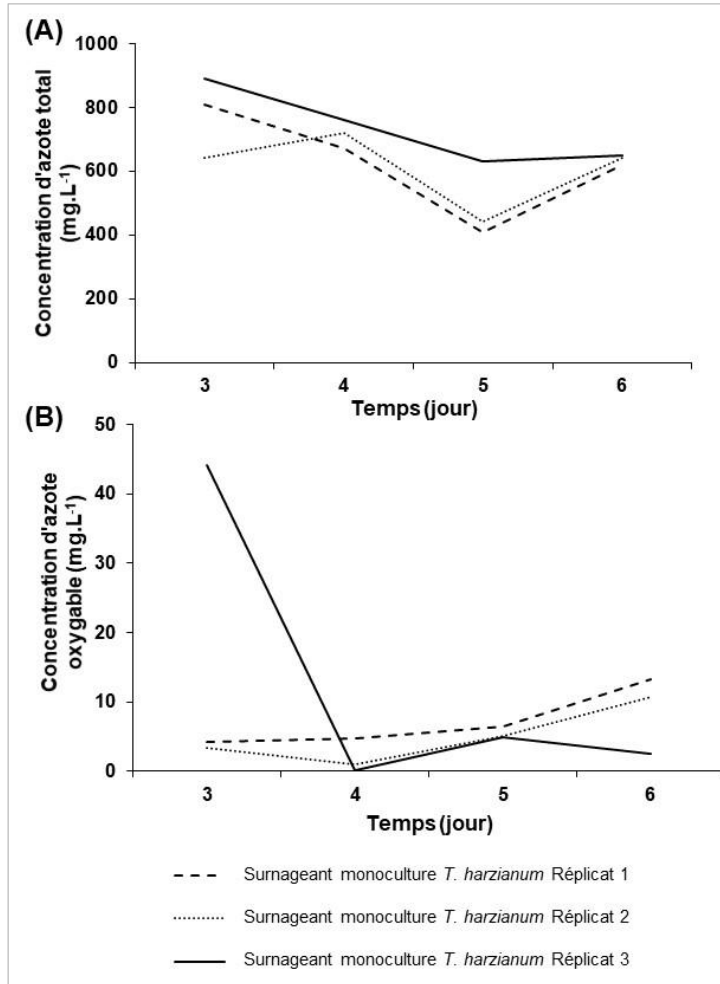 (A)
Concentration d'azote total
(mg.L-1)
1000
800
600
400
200
0
3 4 5 6
Temps (jour)
(B)
Concentration d'azote
oxygable (mg.L-1)
50
40
30
20
10
0
3 4 5 6
Temps (jour)
Surnageant monoculture T. harzianum Réplicat 1
Surnageant monoculture T. harzianum Réplicat 2
Surnageant monoculture T. harzianum Réplicat 3